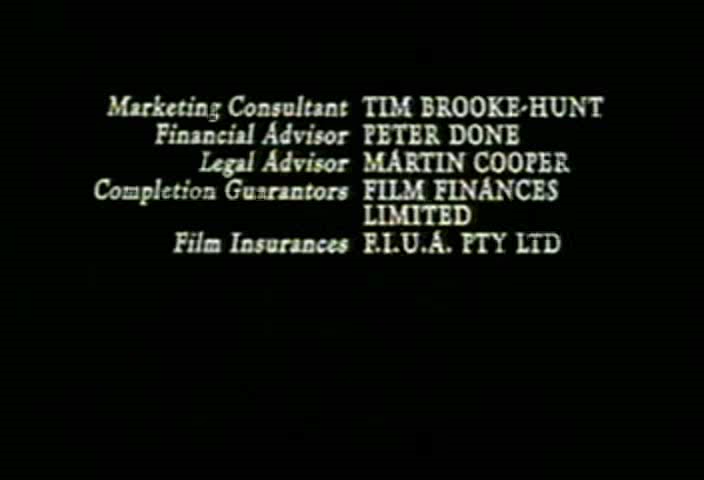 Marketing Consultant TIM BROOKE-HUNT
Financial Advisor PETER DONE
Legal Advisor MARTIN COOPER
Completion Guarantors FILM FINANCES
LIMITED
Film Insurances F.I.U.A. PTY LTD